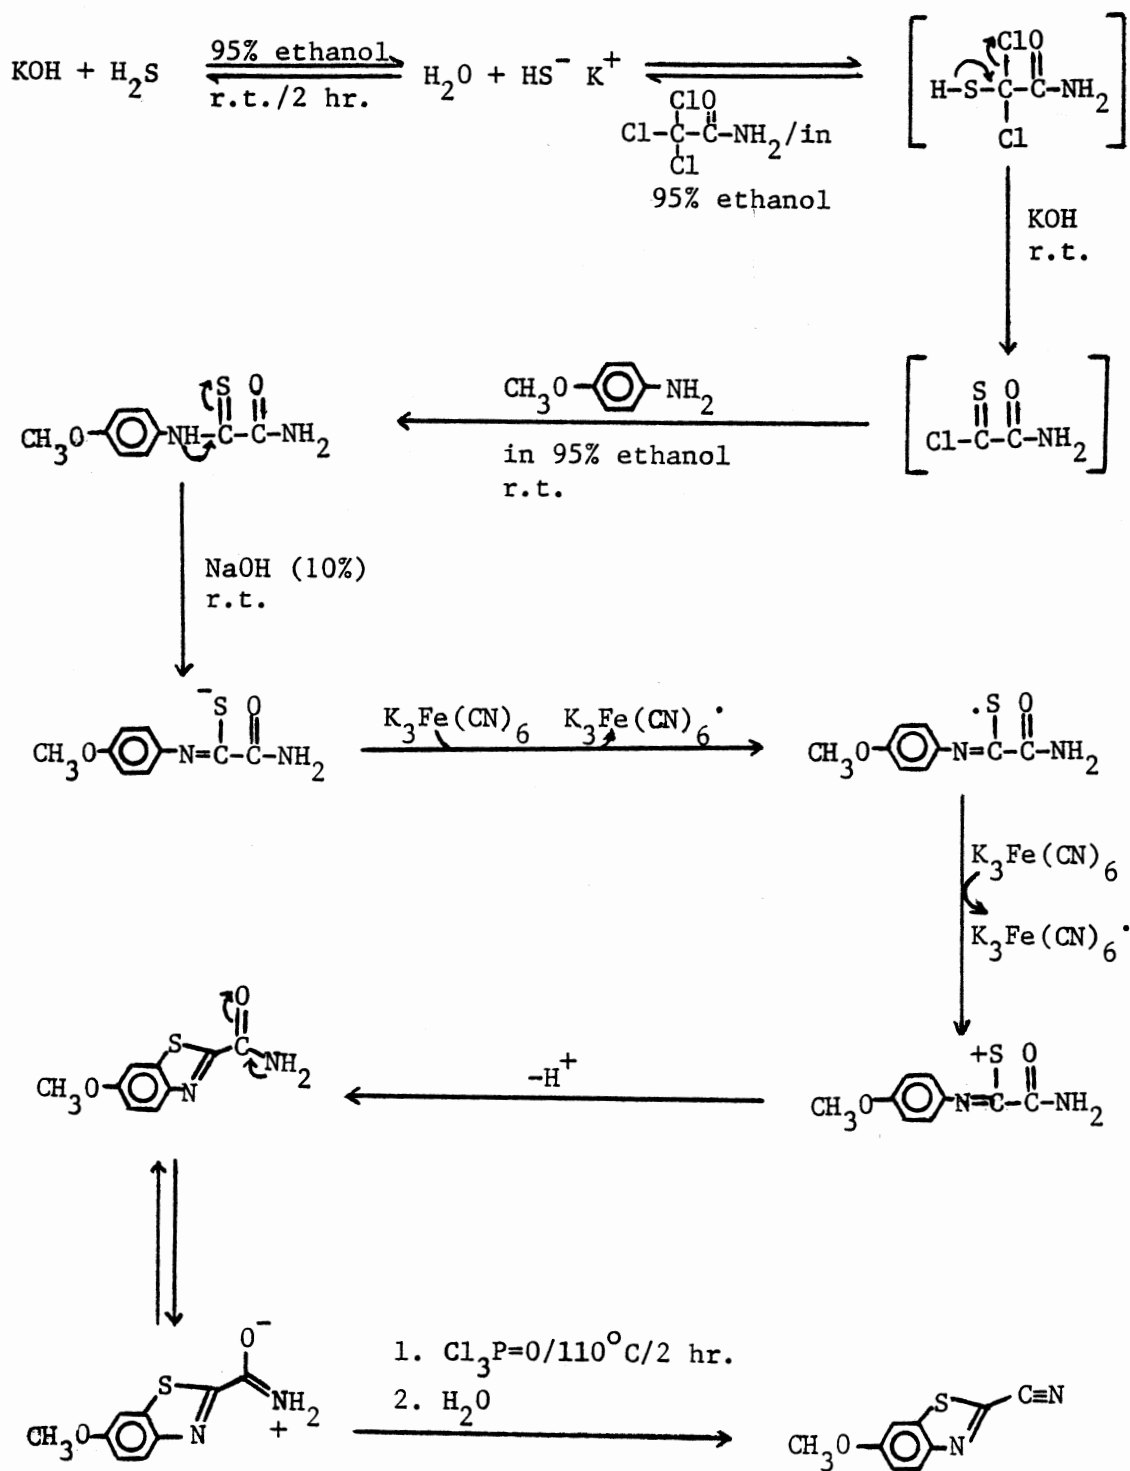 KOH + H2S
95% ethanol
r.t./2 hr.
H2O + HS− K+
ClO
Cl-C-C-NH2/in
Cl
95% ethanol
ClO
H-S-C-C-NH2
Cl
KOH
r.t.
S O
CH3O NH C-C-NH2
CH3O NH2
in 95% ethanol
r.t.
S O
Cl-C-C-NH2
NaOH (10%)
r.t.
−S O
CH3O N=C-C-NH2
K3Fe(CN)6 K3Fe(CN)6·
·S O
CH3O N=C-C-NH2
K3Fe(CN)6
K3Fe(CN)6·
O
S C NH2
CH3O N
−H+
+S O
CH3O N=C-C-NH2
O−
S NH2
CH3O N +
1. Cl3P=O/110°C/2 hr.
2. H2O
S C≡N
CH3O N